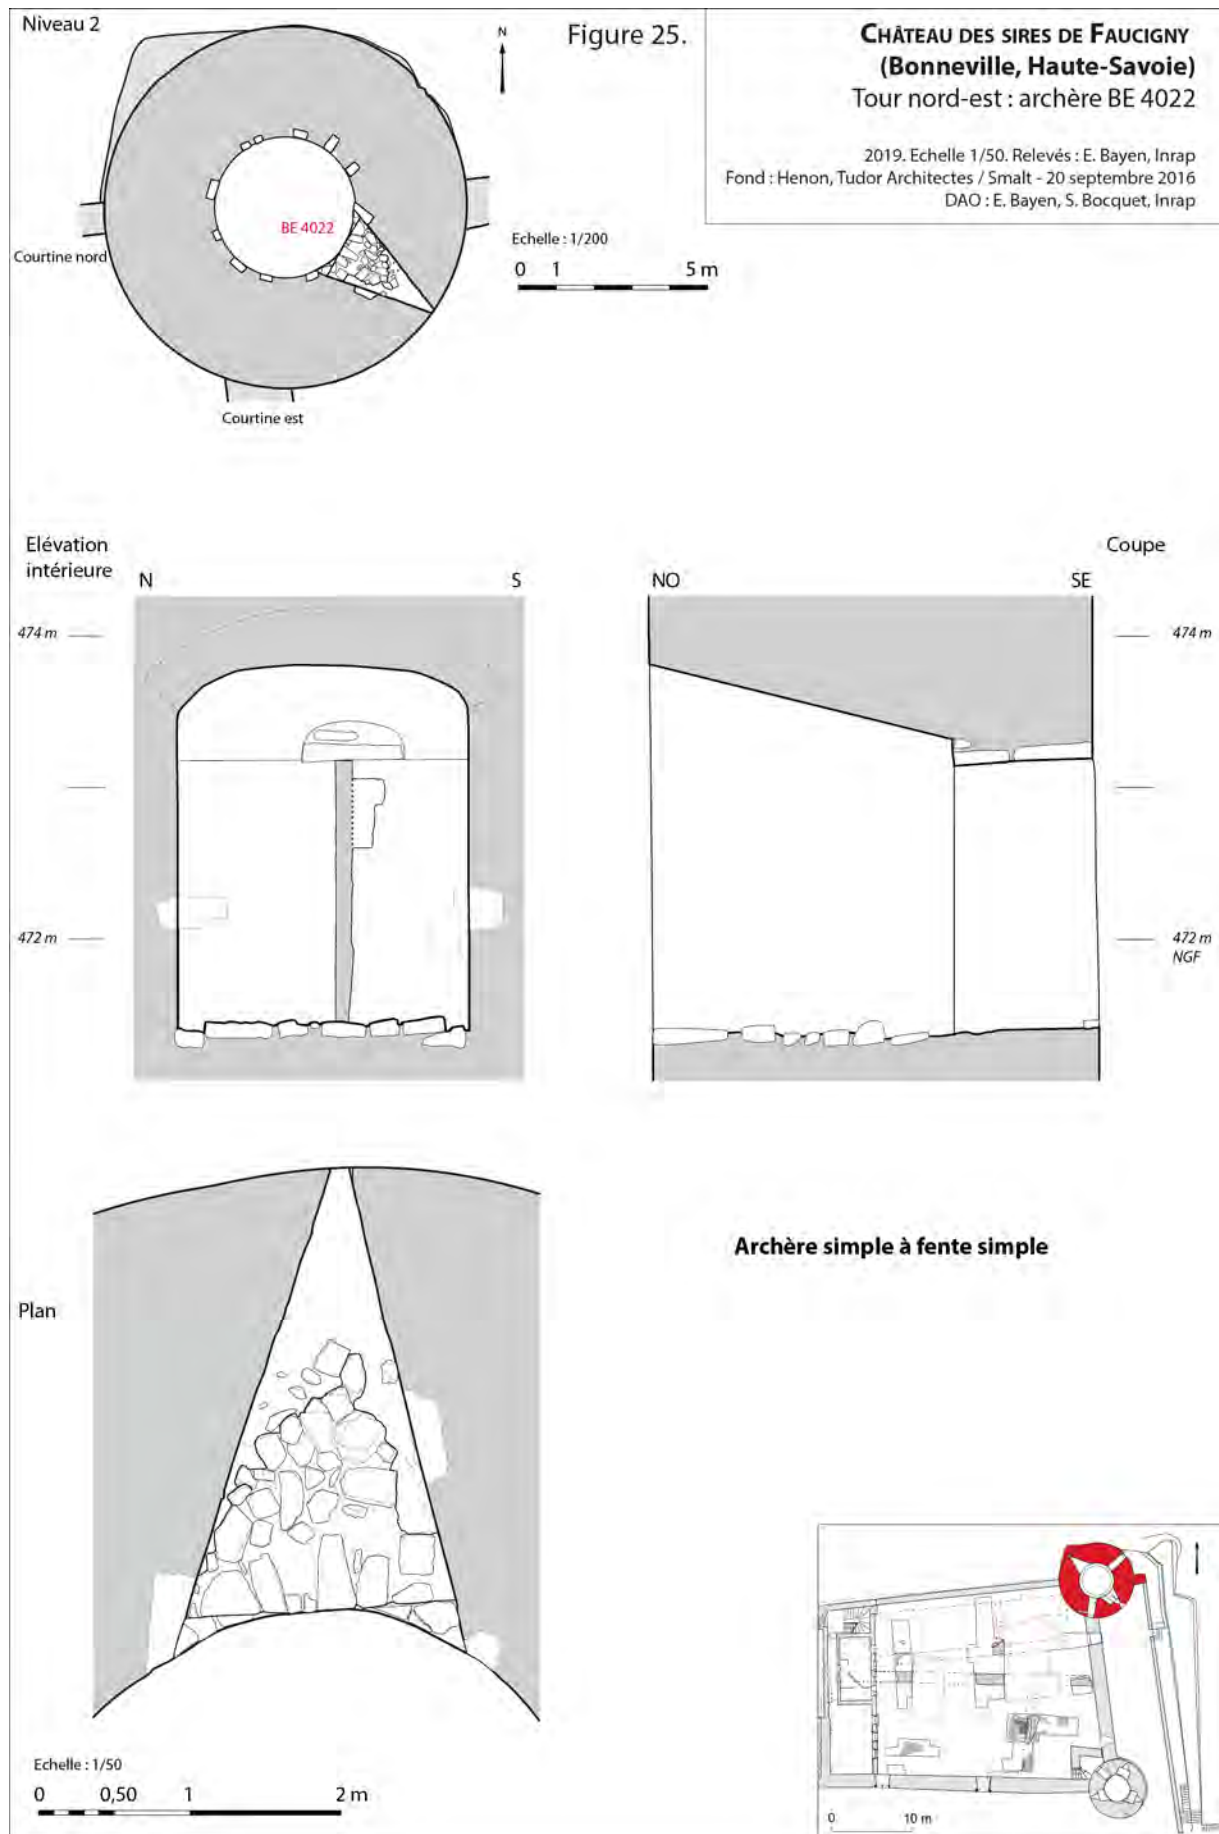 Niveau 2
N
Figure 25.
CHÂTEAU DES SIRES DE FAUCIGNY
(Bonneville, Haute-Savoie)
Tour nord-est : archère BE 4022
2019. Echelle 1/50. Relevés : E. Bayen, Inrap
Fond : Henon, Tudor Architectes / Smalt - 20 septembre 2016
DAO : E. Bayen, S. Bocquet, Inrap
BE 4022
Echelle : 1/200
0 1 5 m
Courtine nord
Courtine est
Elévation
intérieure
N S
474 m
472 m
Coupe
NO SE
474 m
472 m
NGF
Plan
Archère simple à fente simple
Echelle : 1/50
0 0,50 1 2 m
0 10 m